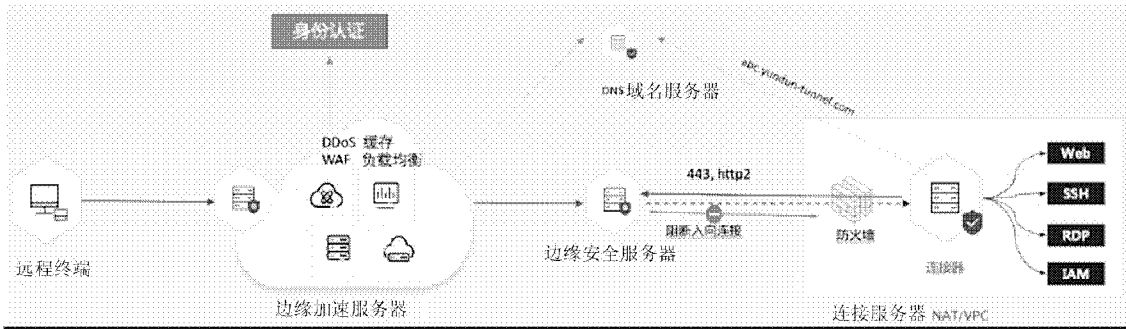 身份认证
DNS 域名服务器
abc.yundun-tunnel.com
DDoS 缓存
WAF 负载均衡
443, http2
阻断入向连接
防火墙
连接器
Web
SSH
RDP
IAM
远程终端
边缘加速服务器
边缘安全服务器
连接服务器 NAT/VPC